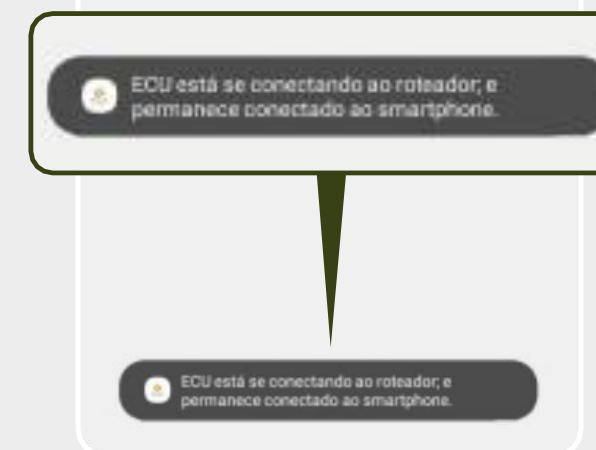 ECU está se conectando ao roteador; e
permanece conectado ao smartphone.
ECU está se conectando ao roteador; e
permanece conectado ao smartphone.